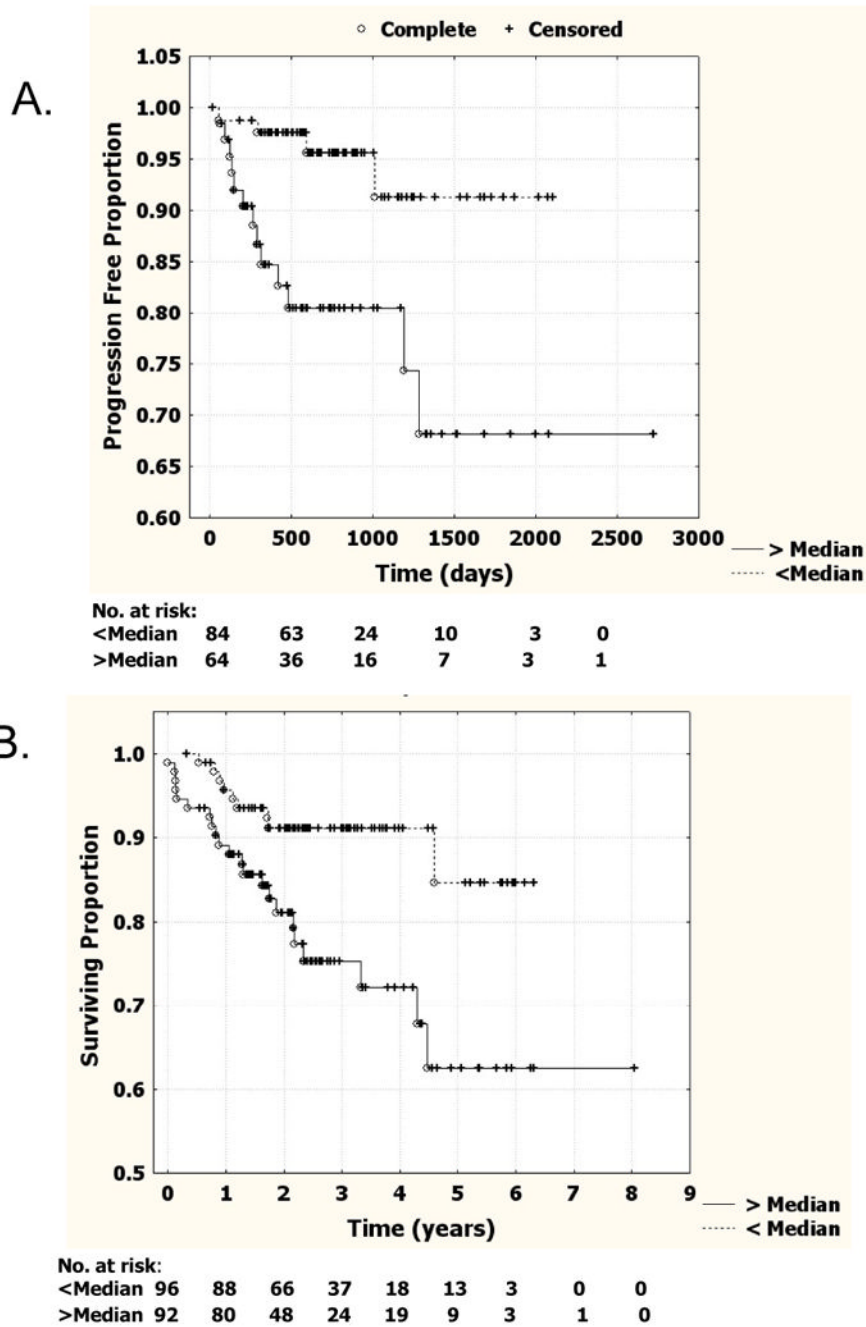 Complete Censored
A.
1.05
1.00
0.95
0.90
0.85
0.80
0.75
0.70
0.65
0.60
Progression Free Proportion
0 500 1000 1500 2000 2500 3000
Time (days)
> Median
<Median
No. at risk:
<Median 84 63 24 10 3 0
>Median 64 36 16 7 3 1
B.
1.0
0.9
0.8
0.7
0.6
0.5
Surviving Proportion
0 1 2 3 4 5 6 7 8 9
Time (years)
> Median
< Median
No. at risk:
<Median 96 88 66 37 18 13 3 0 0
>Median 92 80 48 24 19 9 3 1 0